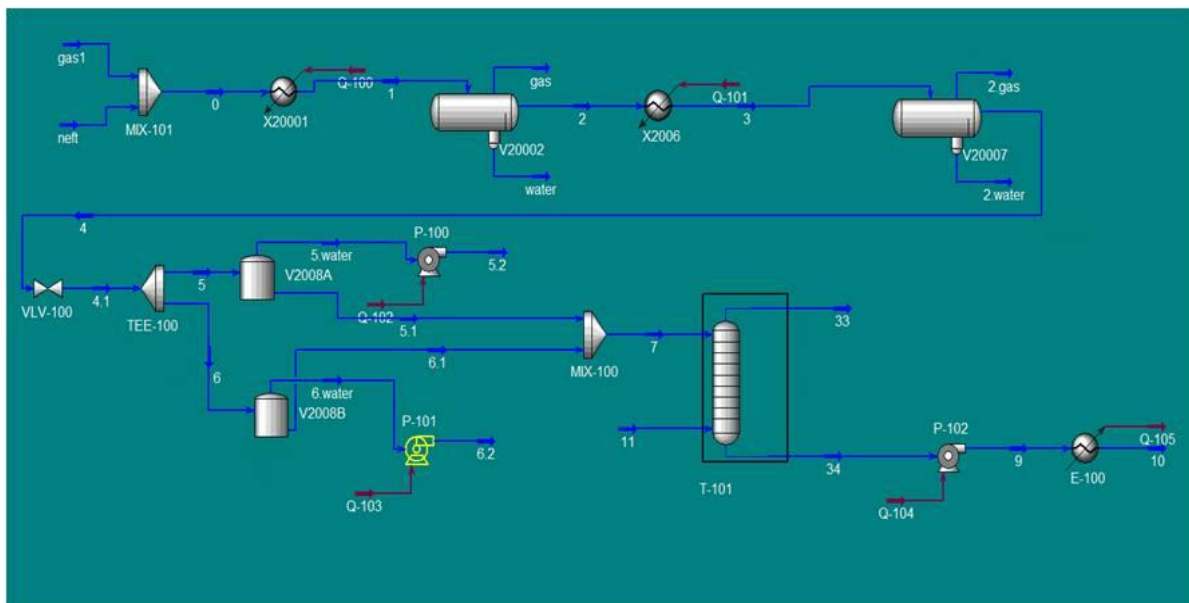 gas1
neft
MIX-101
0
X20001
Q-100
1
gas
V20002
water
2
X2006
Q-101
3
2.gas
V20007
2.water
4
VLV-100
4.1
TEE-100
5
V2008A
5.water
P-100
5.2
Q-102
5.1
6
V2008B
6.water
6.1
P-101
6.2
Q-103
MIX-100
7
11
T-101
33
34
P-102
Q-104
9
E-100
Q-105
10